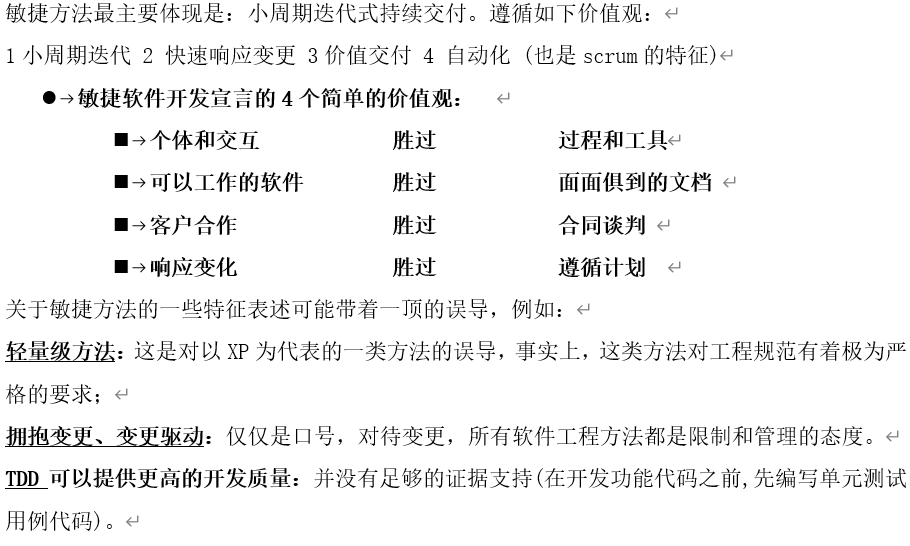 敏捷方法最主要体现是：小周期迭代式持续交付。遵循如下价值观：
1 小周期迭代 2 快速响应变更 3 价值交付 4 自动化 (也是 scrum 的特征)
●→敏捷软件开发宣言的 4 个简单的价值观：
■→个体和交互 胜过 过程和工具
■→可以工作的软件 胜过 面面俱到的文档
■→客户合作 胜过 合同谈判
■→响应变化 胜过 遵循计划
关于敏捷方法的一些特征表述可能带着一顶的误导，例如：
轻量级方法：这是对以 XP 为代表的一类方法的误导，事实上，这类方法对工程规范有着极为严
格的要求；
拥抱变更、变更驱动：仅仅是口号，对待变更，所有软件工程方法都是限制和管理的态度。
TDD 可以提供更高的开发质量：并没有足够的证据支持(在开发功能代码之前,先编写单元测试
用例代码)。